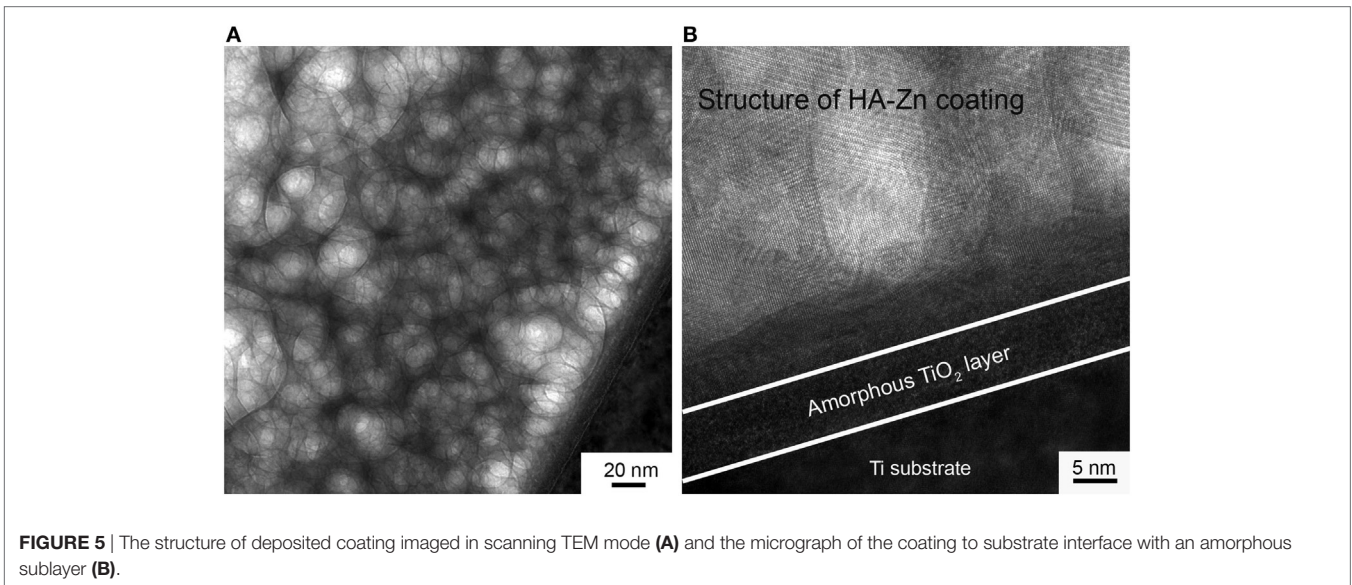 A
B
Structure of HA-Zn coating
Amorphous TiO₂ layer
Ti substrate
20 nm
5 nm
FIGURE 5 | The structure of deposited coating imaged in scanning TEM mode (A) and the micrograph of the coating to substrate interface with an amorphous
sublayer (B).